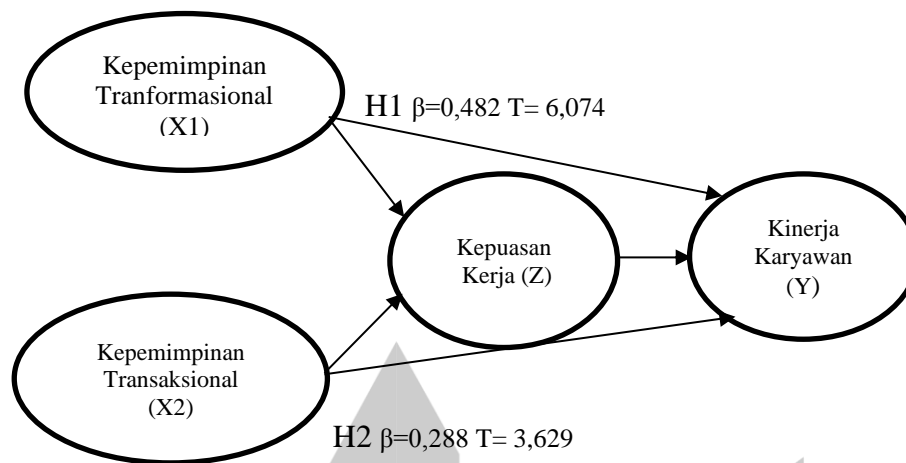 Kepemimpinan
Tranformasional
(X1)
H1 β=0,482 T= 6,074
Kepuasan
Kerja (Z)
Kinerja
Karyawan
(Y)
Kepemimpinan
Transaksional
(X2)
H2 β=0,288 T= 3,629